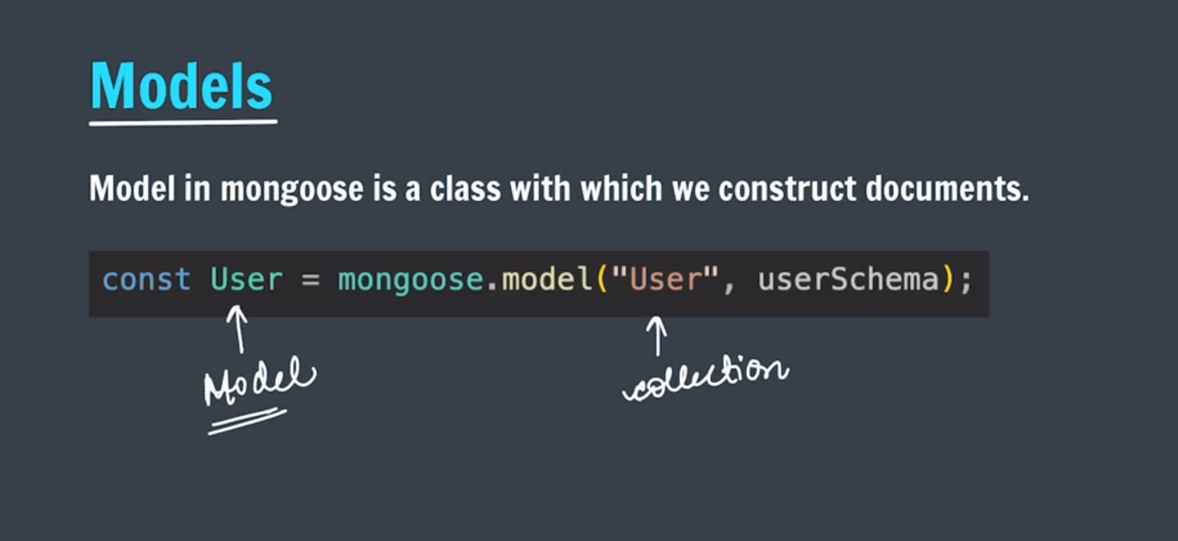 Models
Model in mongoose is a class with which we construct documents.
const User = mongoose.model("User", userSchema);
Model
collection